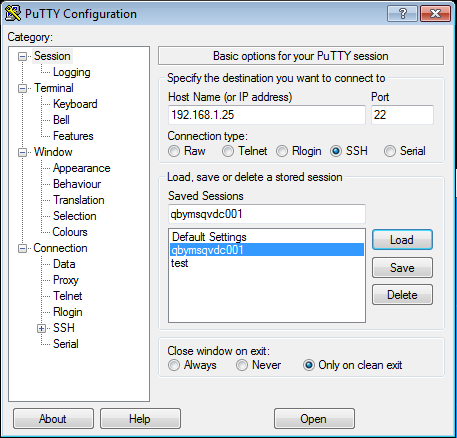 PuTTY Configuration
Category:
Session
Logging
Terminal
Keyboard
Bell
Features
Window
Appearance
Behaviour
Translation
Selection
Colours
Connection
Data
Proxy
Telnet
Rlogin
SSH
Serial
Basic options for your PuTTY session
Specify the destination you want to connect to
Host Name (or IP address) Port
192.168.1.25 22
Connection type:
Raw Telnet Rlogin SSH Serial
Load, save or delete a stored session
Saved Sessions
qbymsqvdc001
Default Settings
qbymsqvdc001
test
Load
Save
Delete
Close window on exit:
Always Never Only on clean exit
About Help Open